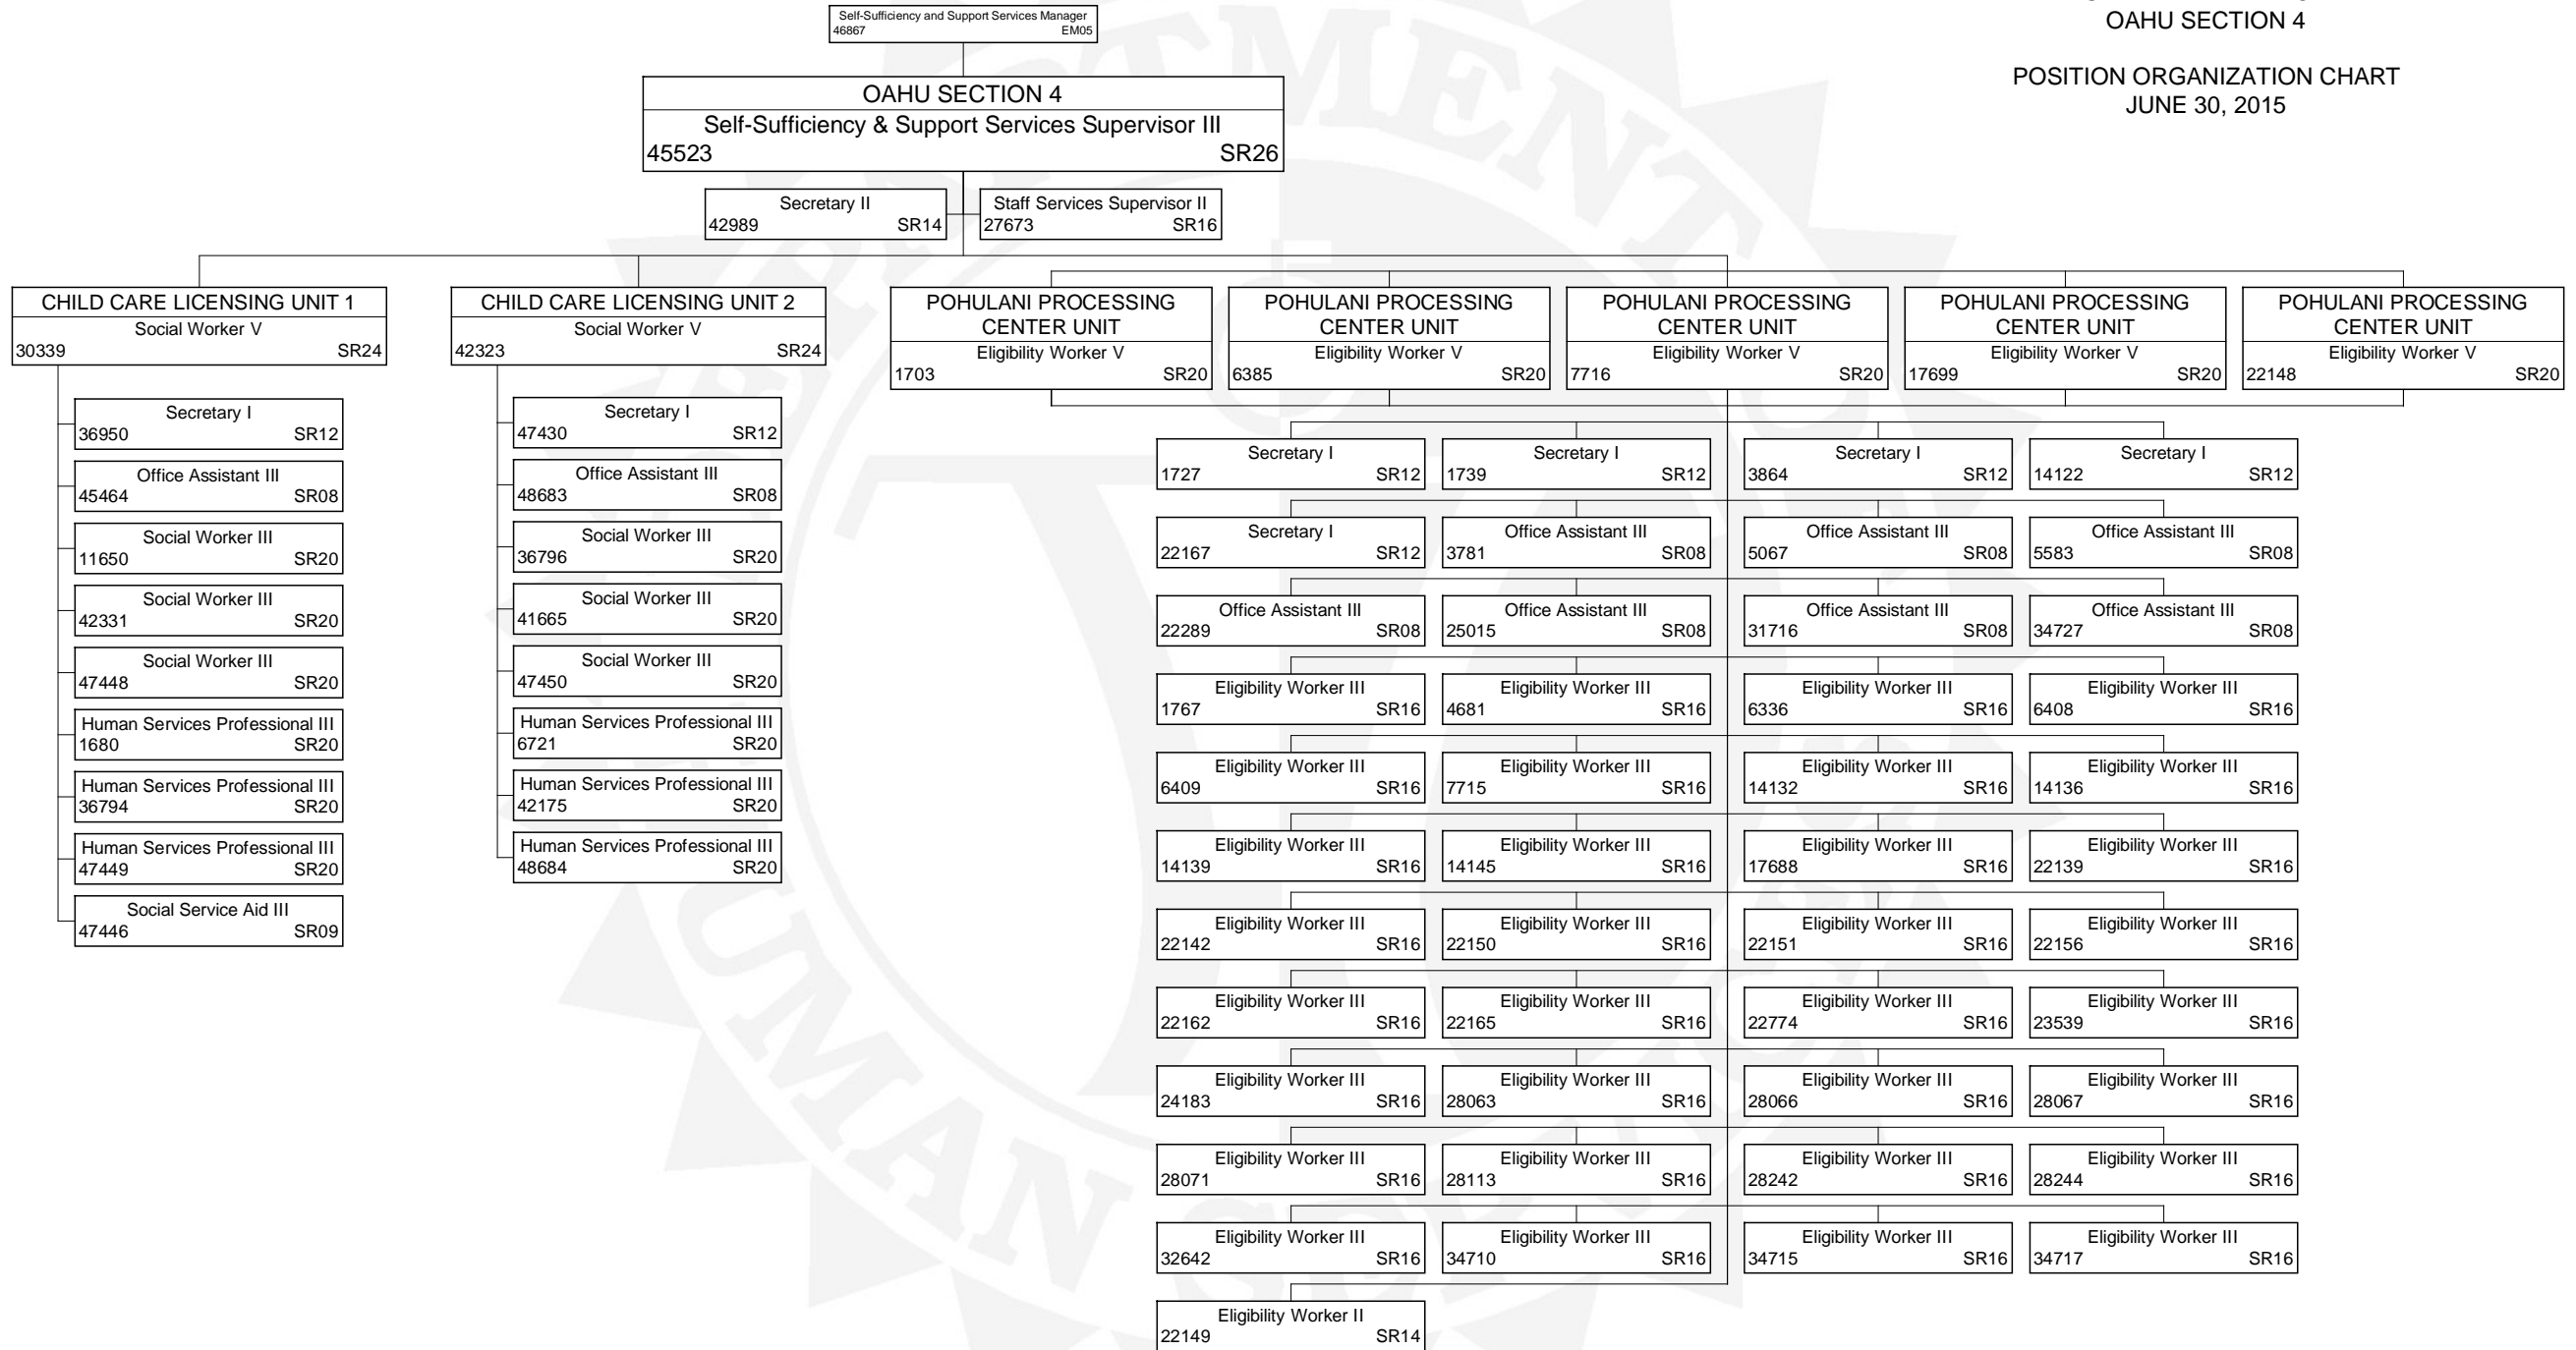 OAHU SECTION 4
POSITION ORGANIZATION CHART
JUNE 30, 2015
Self-Sufficiency and Support Services Manager
46867 EM05
OAHU SECTION 4
Self-Sufficiency & Support Services Supervisor III
45523 SR26
Secretary II
42989 SR14
Staff Services Supervisor II
27673 SR16
CHILD CARE LICENSING UNIT 1
Social Worker V
30339 SR24
Secretary I
36950 SR12
Office Assistant III
45464 SR08
Social Worker III
11650 SR20
Social Worker III
42331 SR20
Social Worker III
47448 SR20
Human Services Professional III
1680 SR20
Human Services Professional III
36794 SR20
Human Services Professional III
47449 SR20
Social Service Aid III
47446 SR09
CHILD CARE LICENSING UNIT 2
Social Worker V
42323 SR24
Secretary I
47430 SR12
Office Assistant III
48683 SR08
Social Worker III
36796 SR20
Social Worker III
41665 SR20
Social Worker III
47450 SR20
Human Services Professional III
6721 SR20
Human Services Professional III
42175 SR20
Human Services Professional III
48684 SR20
POHULANI PROCESSING
CENTER UNIT
Eligibility Worker V
1703 SR20
POHULANI PROCESSING
CENTER UNIT
Eligibility Worker V
6385 SR20
POHULANI PROCESSING
CENTER UNIT
Eligibility Worker V
7716 SR20
POHULANI PROCESSING
CENTER UNIT
Eligibility Worker V
17699 SR20
POHULANI PROCESSING
CENTER UNIT
Eligibility Worker V
22148 SR20
Secretary I
1727 SR12
Secretary I
1739 SR12
Secretary I
3864 SR12
Secretary I
14122 SR12
Secretary I
22167 SR12
Office Assistant III
3781 SR08
Office Assistant III
5067 SR08
Office Assistant III
5583 SR08
Office Assistant III
22289 SR08
Office Assistant III
25015 SR08
Office Assistant III
31716 SR08
Office Assistant III
34727 SR08
Eligibility Worker III
1767 SR16
Eligibility Worker III
4681 SR16
Eligibility Worker III
6336 SR16
Eligibility Worker III
6408 SR16
Eligibility Worker III
6409 SR16
Eligibility Worker III
7715 SR16
Eligibility Worker III
14132 SR16
Eligibility Worker III
14136 SR16
Eligibility Worker III
14139 SR16
Eligibility Worker III
14145 SR16
Eligibility Worker III
17688 SR16
Eligibility Worker III
22139 SR16
Eligibility Worker III
22142 SR16
Eligibility Worker III
22150 SR16
Eligibility Worker III
22151 SR16
Eligibility Worker III
22156 SR16
Eligibility Worker III
22162 SR16
Eligibility Worker III
22165 SR16
Eligibility Worker III
22774 SR16
Eligibility Worker III
23539 SR16
Eligibility Worker III
24183 SR16
Eligibility Worker III
28063 SR16
Eligibility Worker III
28066 SR16
Eligibility Worker III
28067 SR16
Eligibility Worker III
28071 SR16
Eligibility Worker III
28113 SR16
Eligibility Worker III
28242 SR16
Eligibility Worker III
28244 SR16
Eligibility Worker III
32642 SR16
Eligibility Worker III
34710 SR16
Eligibility Worker III
34715 SR16
Eligibility Worker III
34717 SR16
Eligibility Worker II
22149 SR14